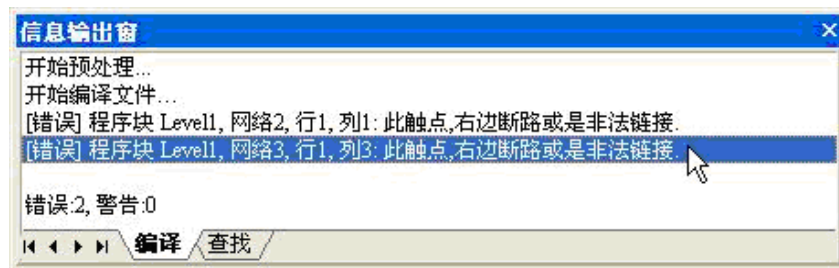 信息输出窗
开始预处理...
开始编译文件...
[错误] 程序块 Level1, 网络2, 行1, 列1: 此触点,右边断路或是非法链接.
[错误] 程序块 Level1, 网络3, 行1, 列3: 此触点,右边断路或是非法链接.
错误:2, 警告:0
编译 查找